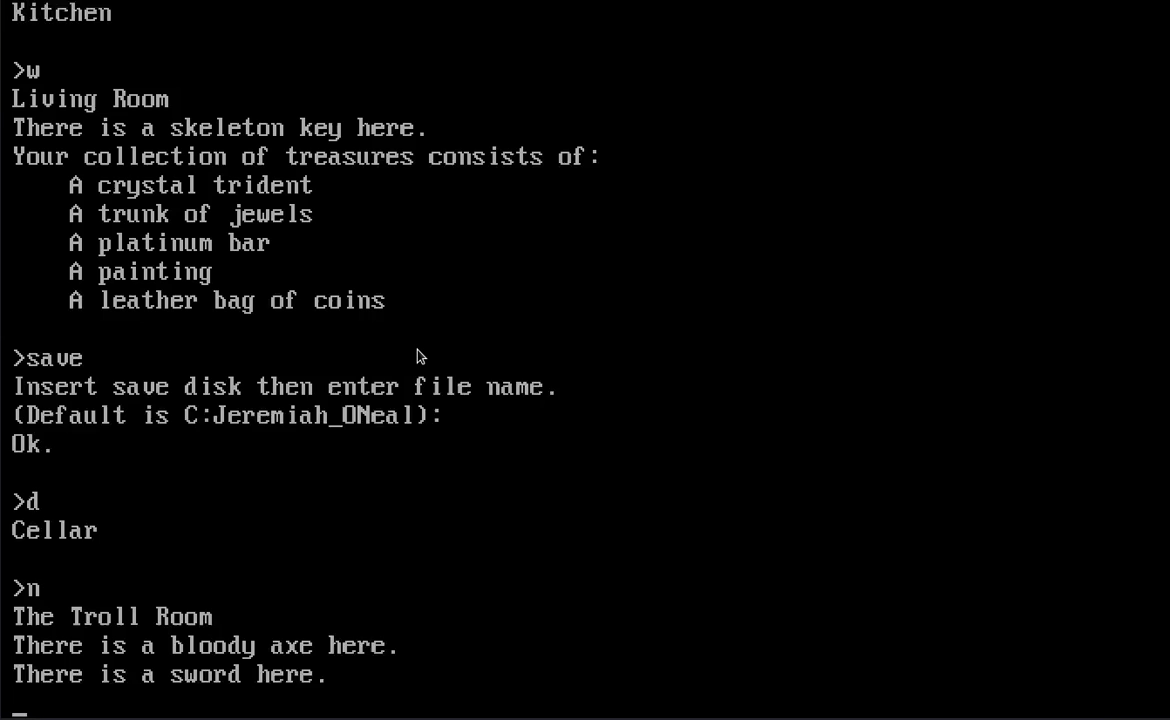 Kitchen
>w
Living Room
There is a skeleton key here.
Your collection of treasures consists of:
A crystal trident
A trunk of jewels
A platinum bar
A painting
A leather bag of coins
>save
Insert save disk then enter file name.
(Default is C:Jeremiah_ONeal):
Ok.
>d
Cellar
>n
The Troll Room
There is a bloody axe here.
There is a sword here.